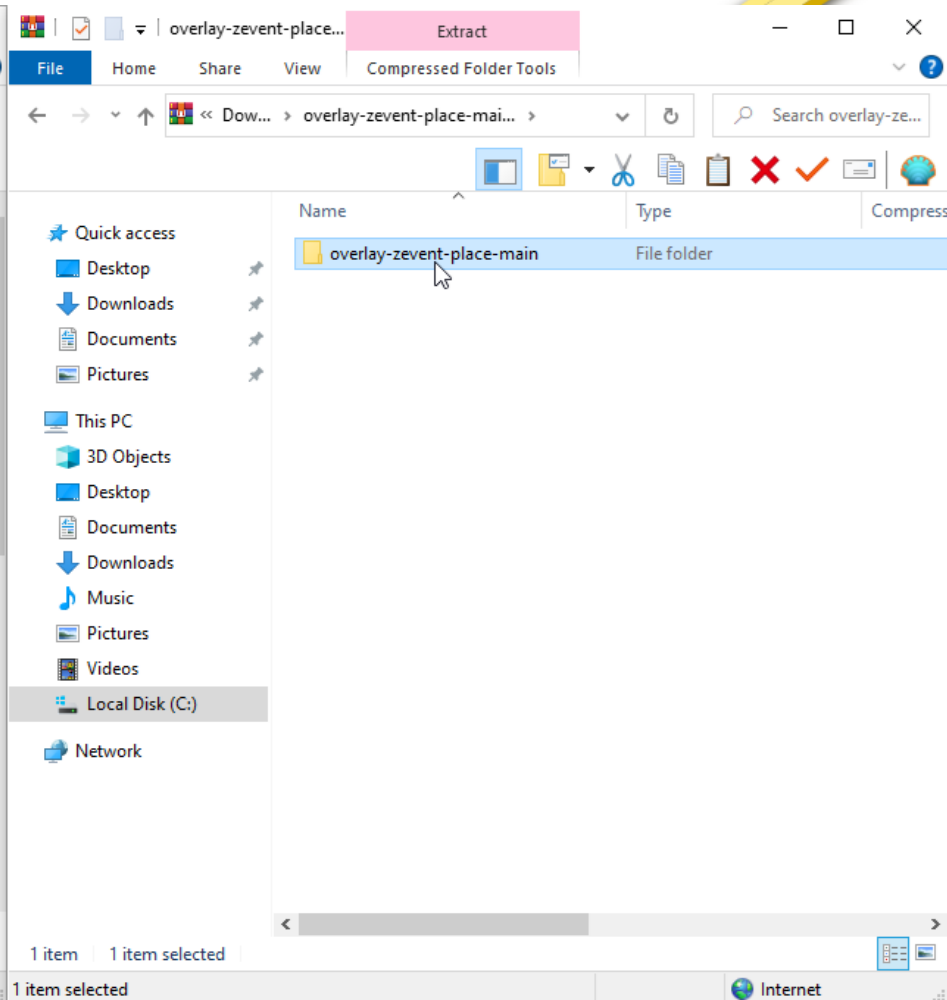 overlay-zevent-place...
Extract
File
Home
Share
View
Compressed Folder Tools
« Dow... > overlay-zevent-place-mai... >
Search overlay-ze...
Name
Type
Compress
Quick access
Desktop
Downloads
Documents
Pictures
This PC
3D Objects
Desktop
Documents
Downloads
Music
Pictures
Videos
Local Disk (C:)
Network
overlay-zevent-place-main
File folder
1 item
1 item selected
1 item selected
Internet